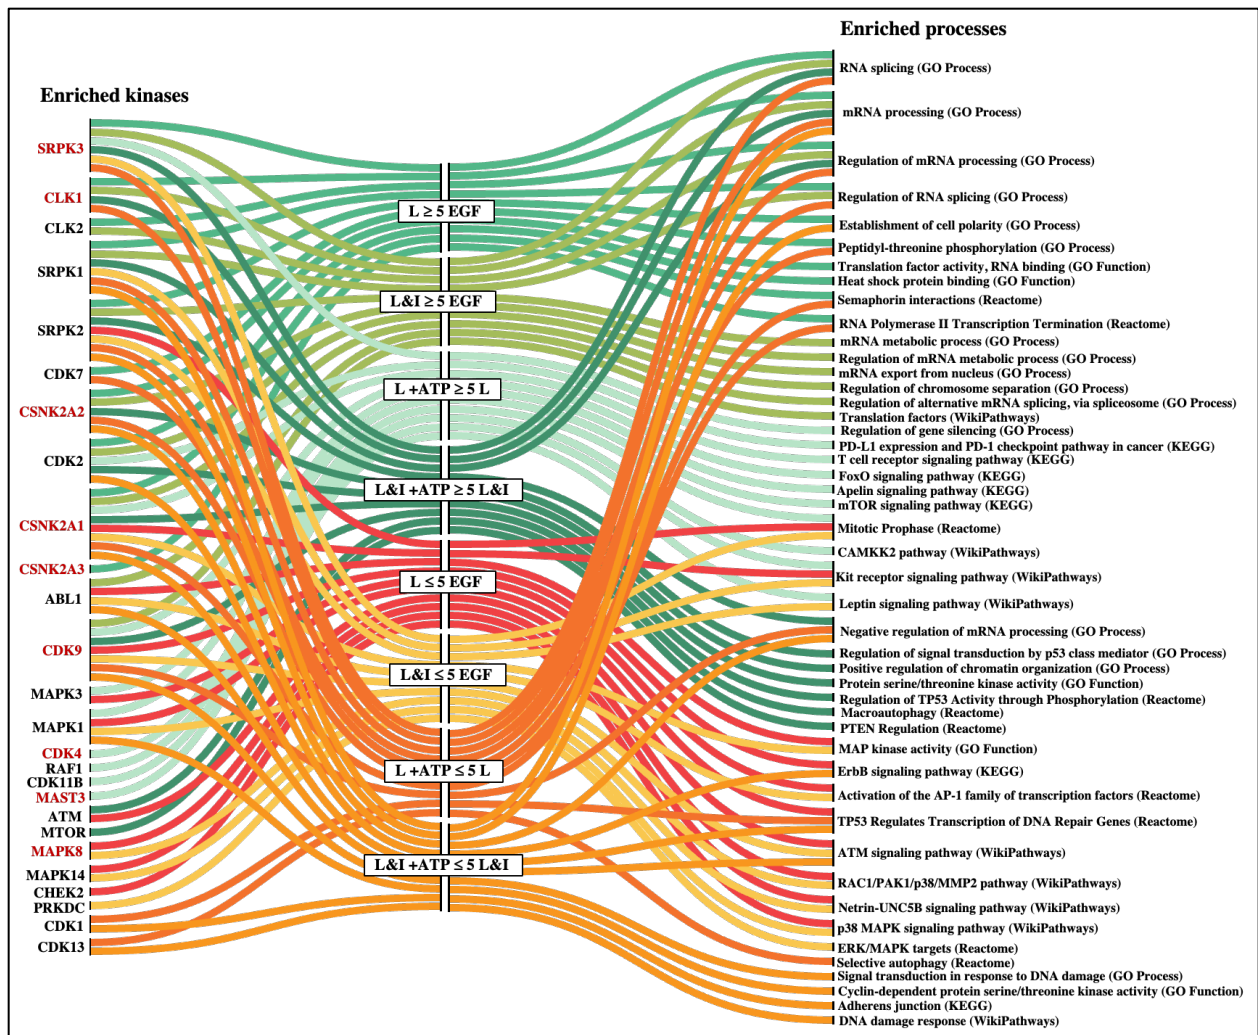 Enriched kinases
SRPK3
CLK1
CLK2
SRPK1
SRPK2
CDK7
CSNK2A2
CDK2
CSNK2A1
CSNK2A3
ABL1
CDK9
MAPK3
MAPK1
CDK4
RAF1
CDK11B
MAST3
ATM
MTOR
MAPK8
MAPK14
CHEK2
PRKDC
CDK1
CDK13
L ≥ 5 EGF
L&I ≥ 5 EGF
L +ATP ≥ 5 L
L&I +ATP ≥ 5 L&I
L ≤ 5 EGF
L&I ≤ 5 EGF
L +ATP ≤ 5 L
L&I +ATP ≤ 5 L&I
Enriched processes
RNA splicing (GO Process)
mRNA processing (GO Process)
Regulation of mRNA processing (GO Process)
Regulation of RNA splicing (GO Process)
Establishment of cell polarity (GO Process)
Peptidyl-threonine phosphorylation (GO Process)
Translation factor activity, RNA binding (GO Function)
Heat shock protein binding (GO Function)
Semaphorin interactions (Reactome)
RNA Polymerase II Transcription Termination (Reactome)
mRNA metabolic process (GO Process)
Regulation of mRNA metabolic process (GO Process)
mRNA export from nucleus (GO Process)
Regulation of chromosome separation (GO Process)
Regulation of alternative mRNA splicing, via spliceosome (GO Process)
Translation factors (WikiPathways)
Regulation of gene silencing (GO Process)
PD-L1 expression and PD-1 checkpoint pathway in cancer (KEGG)
T cell receptor signaling pathway (KEGG)
FoxO signaling pathway (KEGG)
Apelin signaling pathway (KEGG)
mTOR signaling pathway (KEGG)
Mitotic Prophase (Reactome)
CAMKK2 pathway (WikiPathways)
Kit receptor signaling pathway (WikiPathways)
Leptin signaling pathway (WikiPathways)
Negative regulation of mRNA processing (GO Process)
Regulation of signal transduction by p53 class mediator (GO Process)
Positive regulation of chromatin organization (GO Process)
Protein serine/threonine kinase activity (GO Function)
Regulation of TP53 Activity through Phosphorylation (Reactome)
Macroautophagy (Reactome)
PTEN Regulation (Reactome)
MAP kinase activity (GO Function)
ErbB signaling pathway (KEGG)
Activation of the AP-1 family of transcription factors (Reactome)
TP53 Regulates Transcription of DNA Repair Genes (Reactome)
ATM signaling pathway (WikiPathways)
RAC1/PAK1/p38/MMP2 pathway (WikiPathways)
Netrin-UNC5B signaling pathway (WikiPathways)
p38 MAPK signaling pathway (WikiPathways)
ERK/MAPK targets (Reactome)
Selective autophagy (Reactome)
Signal transduction in response to DNA damage (GO Process)
Cyclin-dependent protein serine/threonine kinase activity (GO Function)
Adherens junction (KEGG)
DNA damage response (WikiPathways)